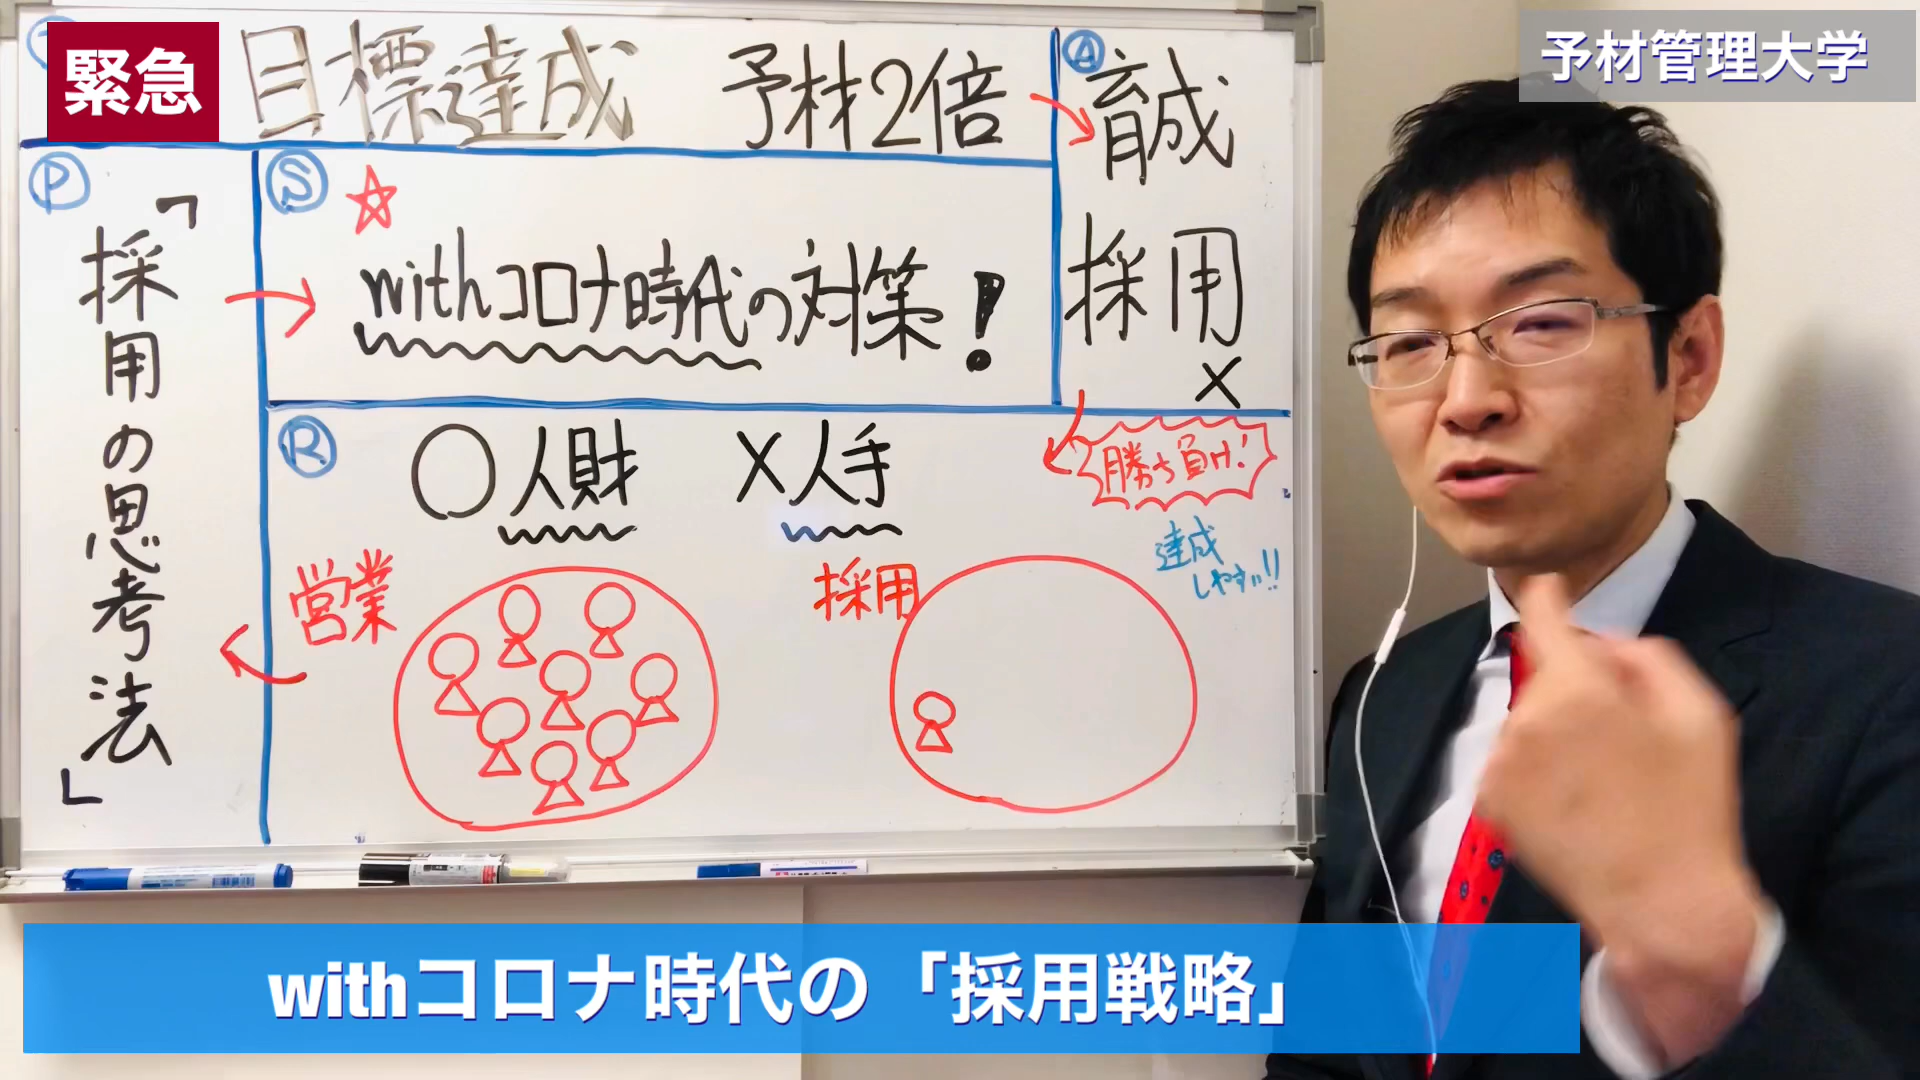 緊急
予材管理大学
目標達成 予材2倍
Ⓐ
育成
採用
×
Ⓟ
「採用の思考法」
Ⓢ
☆
withコロナ時代の対策!
Ⓡ
○人財 ×人手
勝ち負け!
達成
しやすい!!
営業
採用
withコロナ時代の「採用戦略」